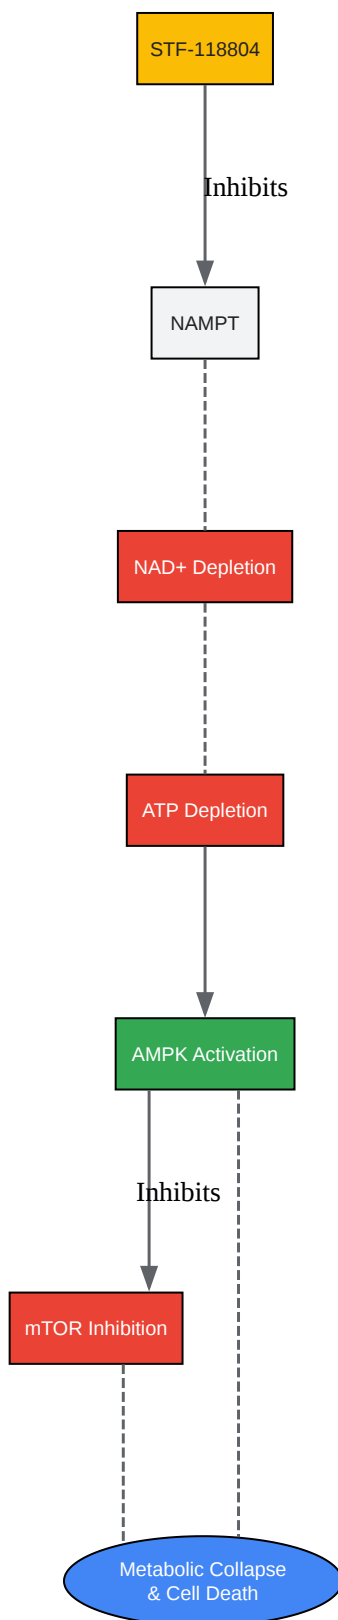 STF-118804
Inhibits
NAMPT
NAD+ Depletion
ATP Depletion
AMPK Activation
Inhibits
mTOR Inhibition
Metabolic Collapse
& Cell Death